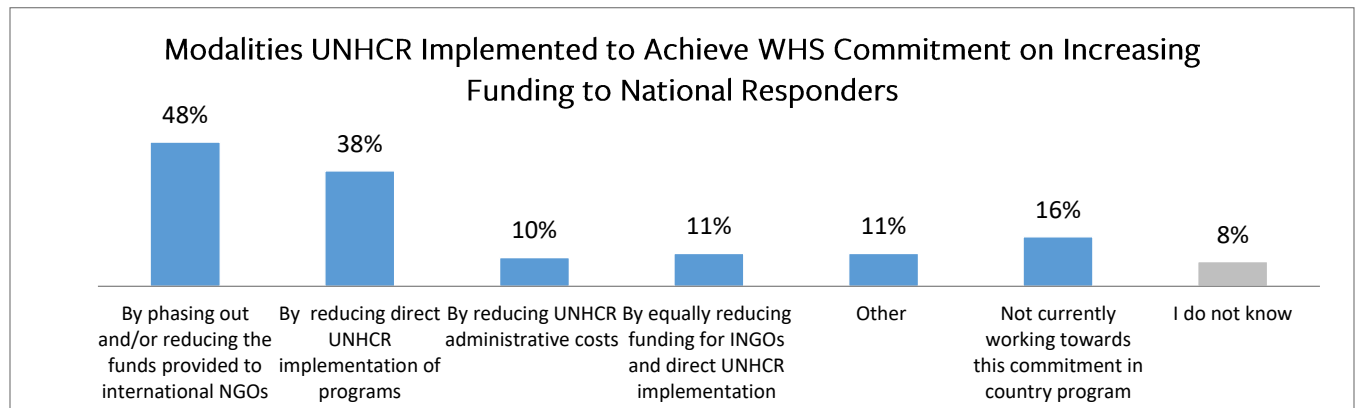 Modalities UNHCR Implemented to Achieve WHS Commitment on Increasing
Funding to National Responders
48%
38%
10%
11%
11%
16%
8%
By phasing out
and/or reducing the
funds provided to
international NGOs
By reducing direct
UNHCR
implementation of
programs
By reducing UNHCR
administrative costs
By equally reducing
funding for INGOs
and direct UNHCR
implementation
Other
Not currently
working towards
this commitment in
country program
I do not know